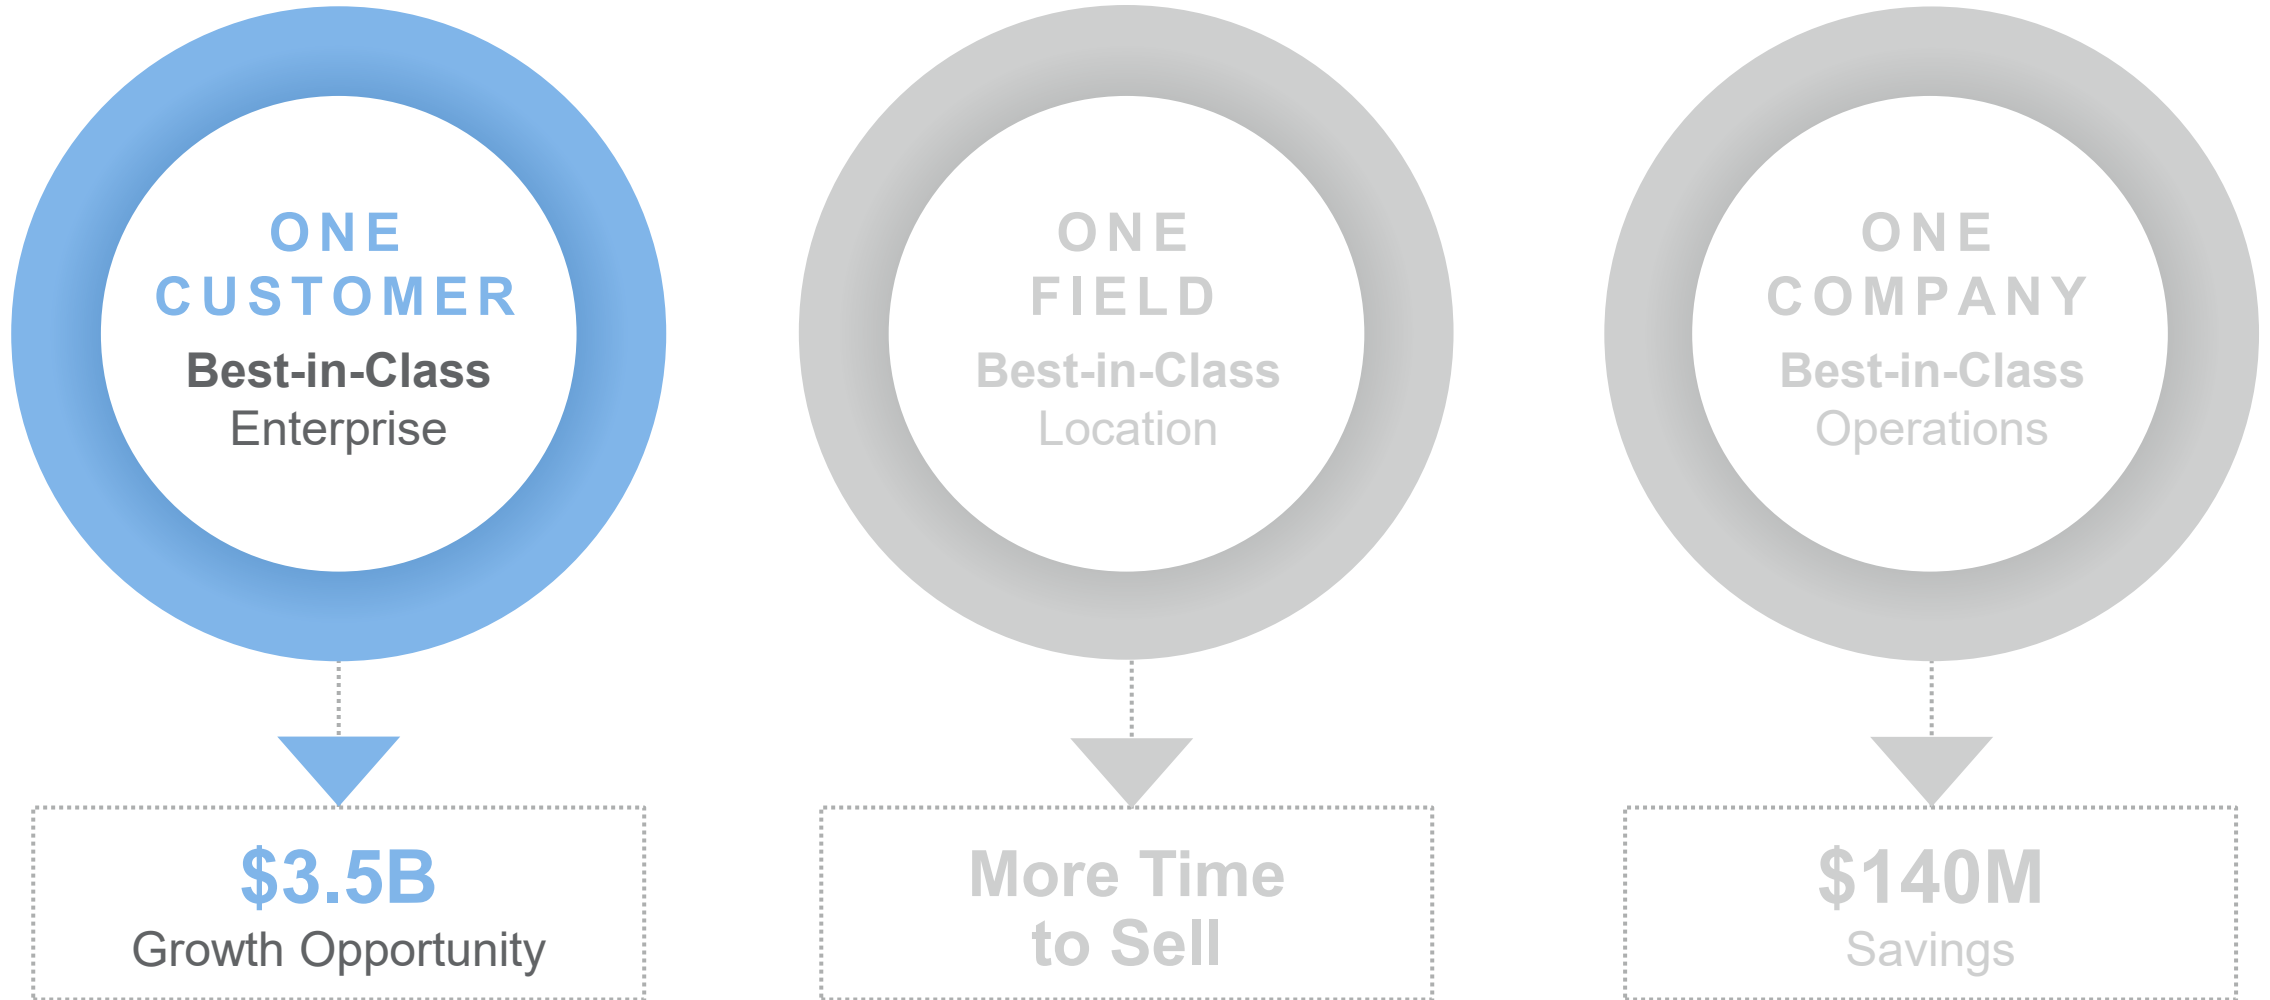 ONE
CUSTOMER
Best-in-Class
Enterprise
$3.5B
Growth Opportunity
ONE
FIELD
Best-in-Class
Location
More Time
to Sell
ONE
COMPANY
Best-in-Class
Operations
$140M
Savings